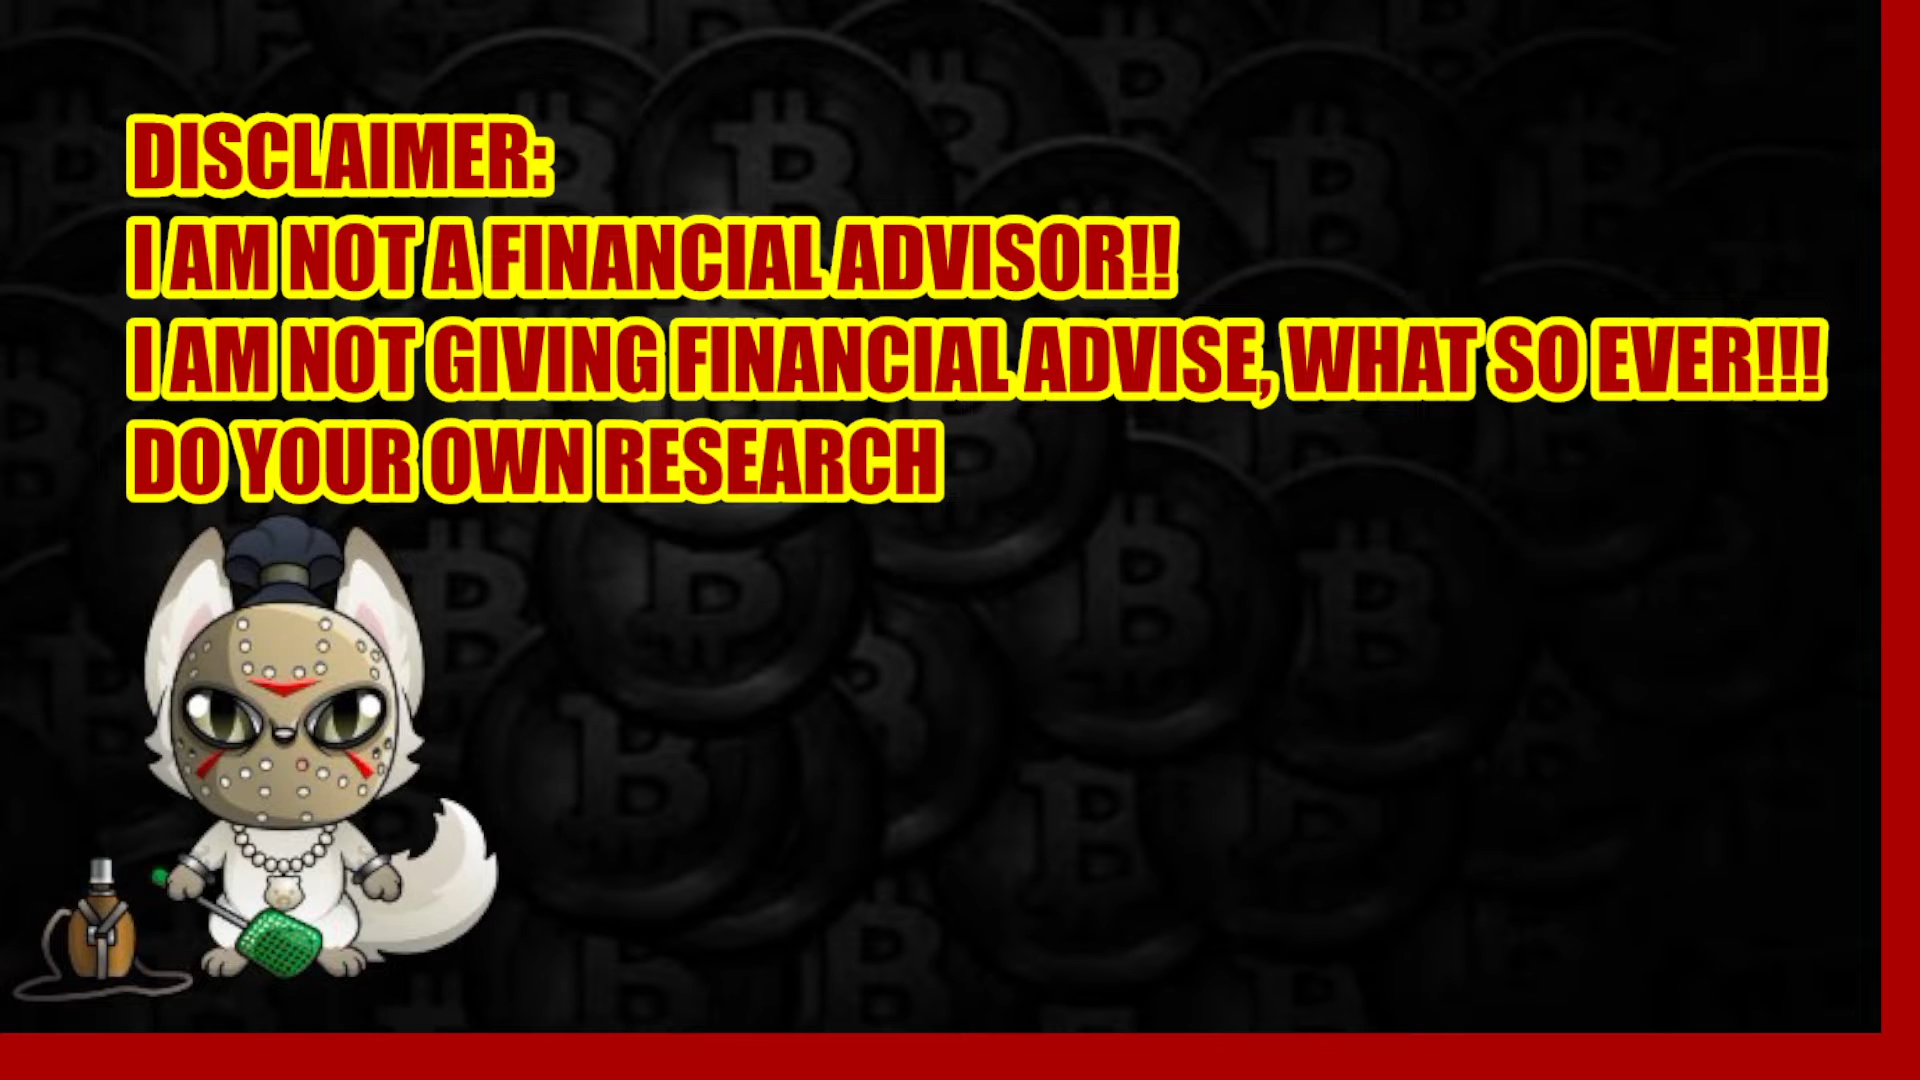 DISCLAIMER:
I AM NOT A FINANCIAL ADVISOR!!
I AM NOT GIVING FINANCIAL ADVISE, WHAT SO EVER!!!
DO YOUR OWN RESEARCH